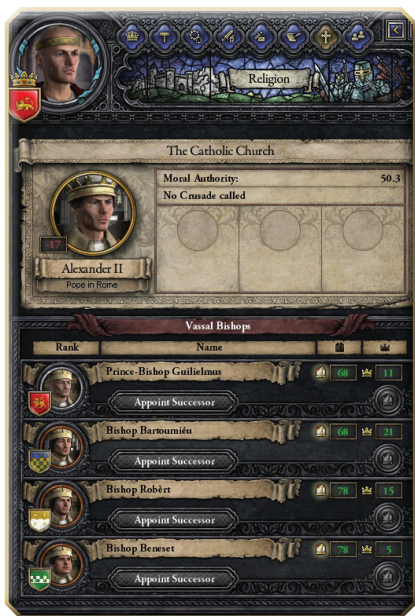 Religion
The Catholic Church
Moral Authority: 50.3
No Crusade called
-17
Alexander II
Pope in Rome
Vassal Bishops
Rank Name
Prince-Bishop Guilielmus 68 11
Appoint Successor
Bishop Bartoumiéu 68 21
Appoint Successor
Bishop Robèrt 78 15
Appoint Successor
Bishop Beneset 78 5
Appoint Successor